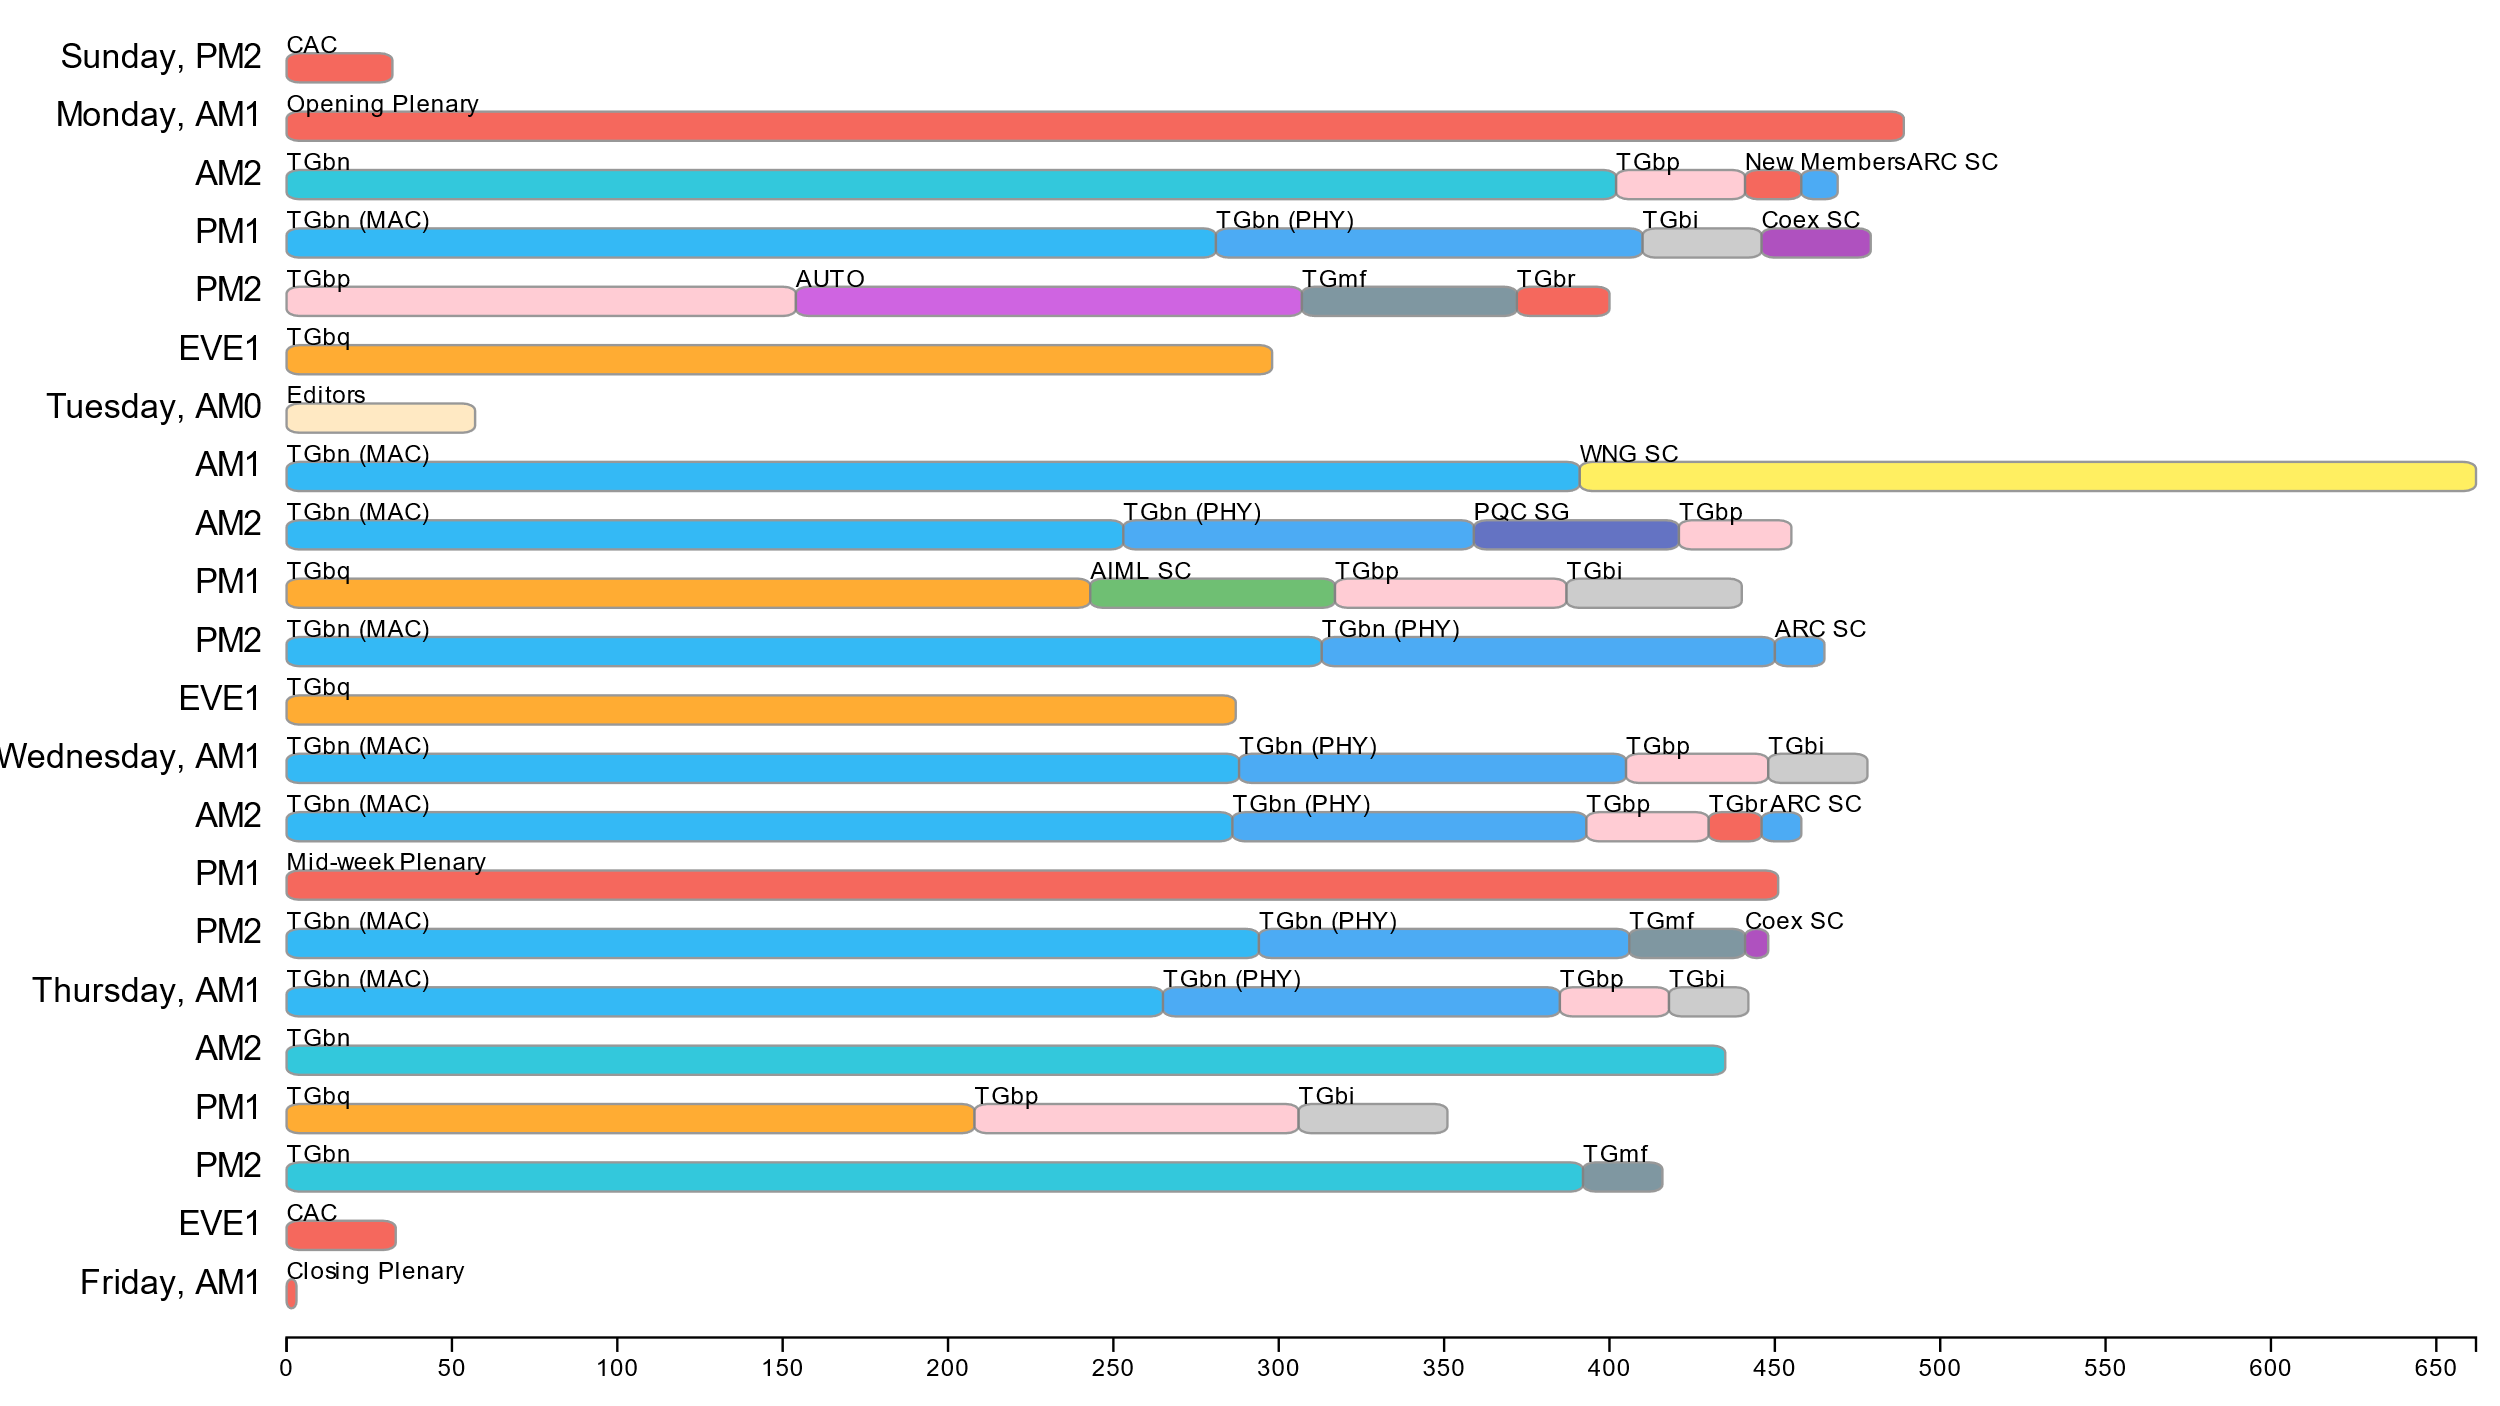 Sunday, PM2 CAC
Monday, AM1 Opening Plenary
AM2 TGbn TGbp New Members ARC SC
PM1 TGbn (MAC) TGbn (PHY) TGbi Coex SC
PM2 TGbp AUTO TGmf TGbr
EVE1 TGbq
Tuesday, AM0 Editors
AM1 TGbn (MAC) WNG SC
AM2 TGbn (MAC) TGbn (PHY) PQC SG TGbp
PM1 TGbq AIML SC TGbp TGbi
PM2 TGbn (MAC) TGbn (PHY) ARC SC
EVE1 TGbq
Wednesday, AM1 TGbn (MAC) TGbn (PHY) TGbp TGbi
AM2 TGbn (MAC) TGbn (PHY) TGbp TGbr ARC SC
PM1 Mid-week Plenary
PM2 TGbn (MAC) TGbn (PHY) TGmf Coex SC
Thursday, AM1 TGbn (MAC) TGbn (PHY) TGbp TGbi
AM2 TGbn
PM1 TGbq TGbp TGbi
PM2 TGbn TGmf
EVE1 CAC
Friday, AM1 Closing Plenary
0 50 100 150 200 250 300 350 400 450 500 550 600 650